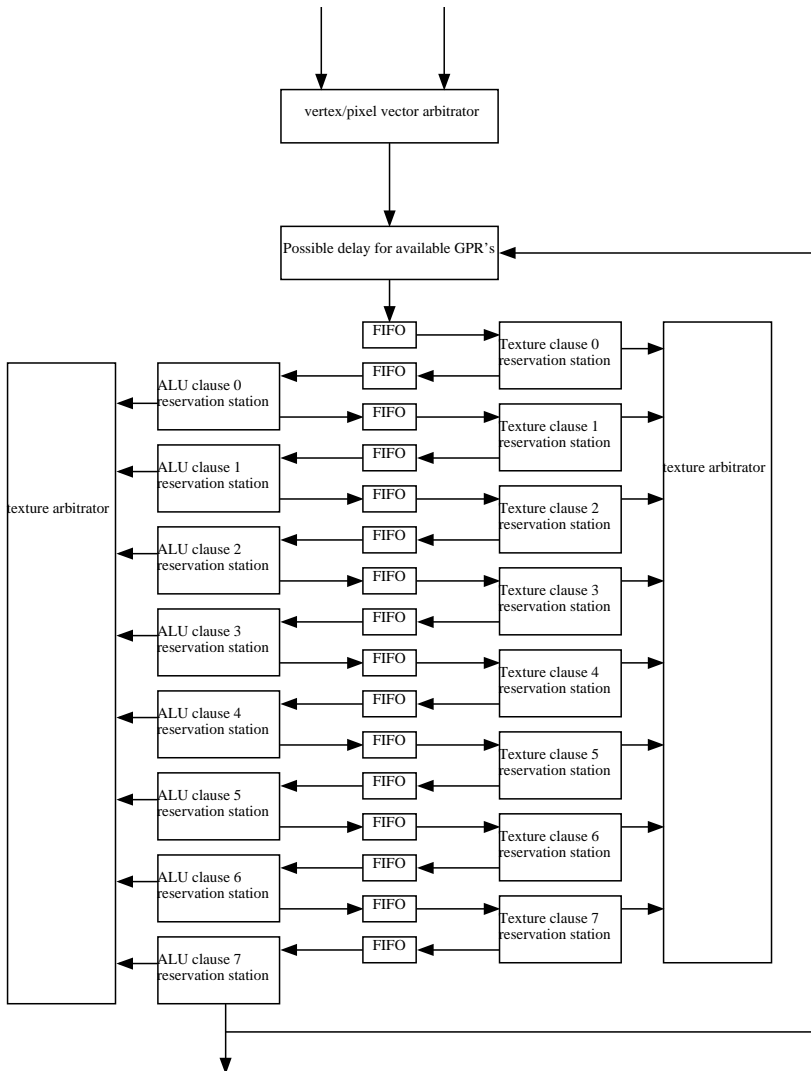 vertex/pixel vector arbitrator
Possible delay for available GPR's
FIFO
Texture clause 0
reservation station
FIFO
ALU clause 0
reservation station
FIFO
Texture clause 1
reservation station
FIFO
ALU clause 1
reservation station
texture arbitrator
texture arbitrator
FIFO
Texture clause 2
reservation station
FIFO
ALU clause 2
reservation station
FIFO
Texture clause 3
reservation station
FIFO
ALU clause 3
reservation station
FIFO
Texture clause 4
reservation station
FIFO
ALU clause 4
reservation station
FIFO
Texture clause 5
reservation station
FIFO
ALU clause 5
reservation station
FIFO
Texture clause 6
reservation station
FIFO
ALU clause 6
reservation station
FIFO
Texture clause 7
reservation station
FIFO
ALU clause 7
reservation station